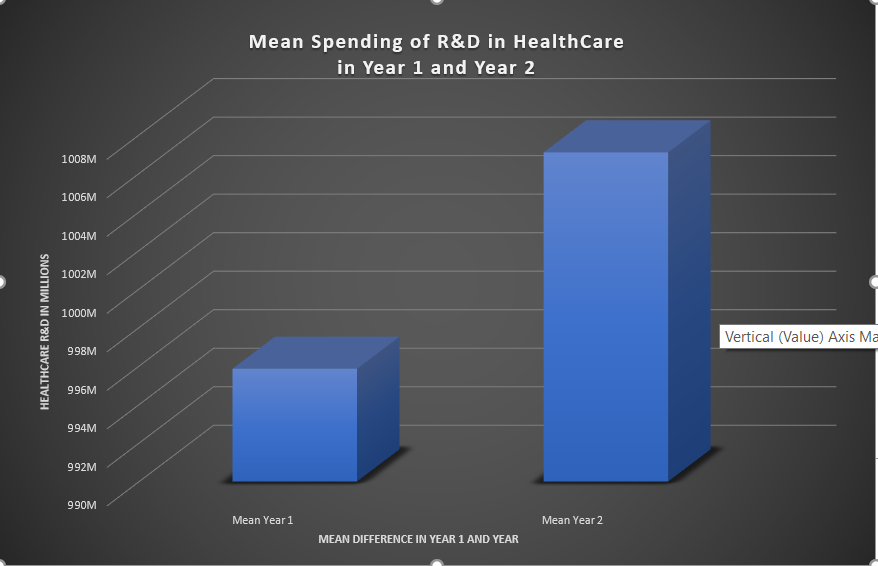 Mean Spending of R&D in HealthCare
in Year 1 and Year 2
HEALTHCARE R&D IN MILLIONS
1008M
1006M
1004M
1002M
1000M
998M
996M
994M
992M
990M
Vertical (Value) Axis Ma
Mean Year 1
Mean Year 2
MEAN DIFFERENCE IN YEAR 1 AND YEAR